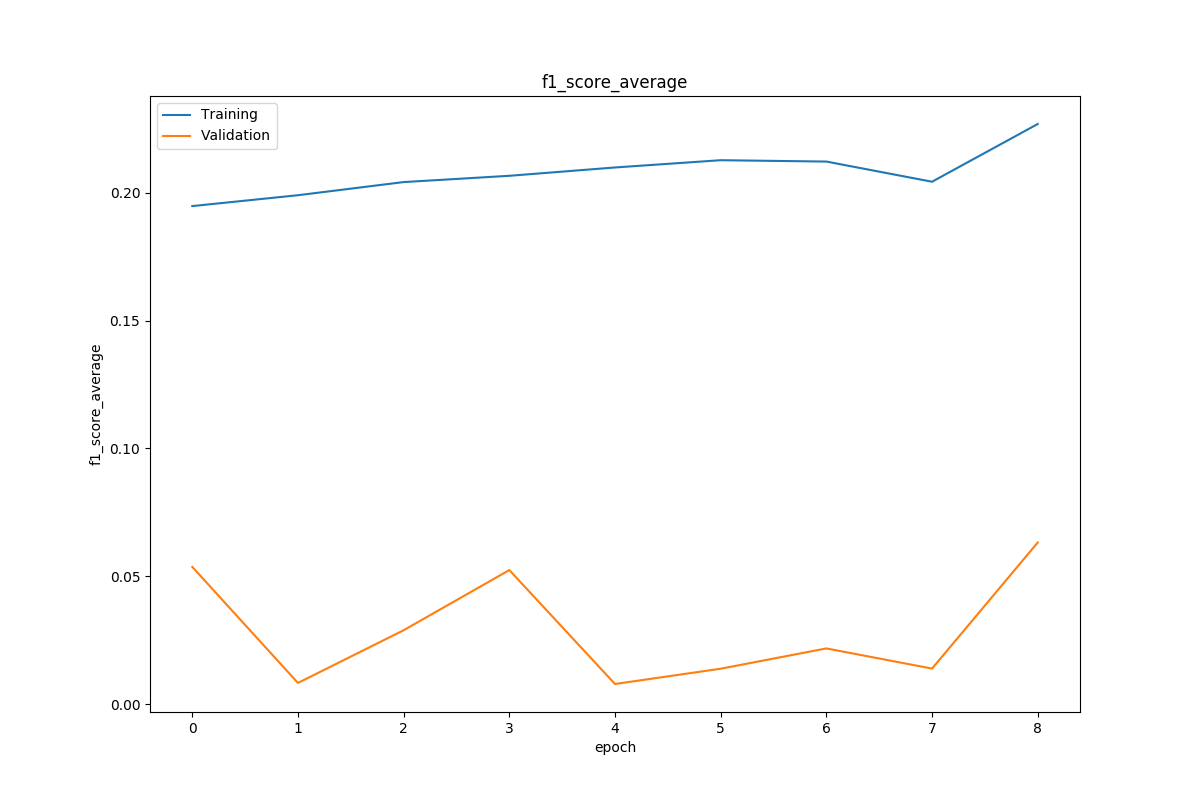 f1_score_average
Training
Validation
f1_score_average
0.20
0.15
0.10
0.05
0.00
0 1 2 3 4 5 6 7 8
epoch